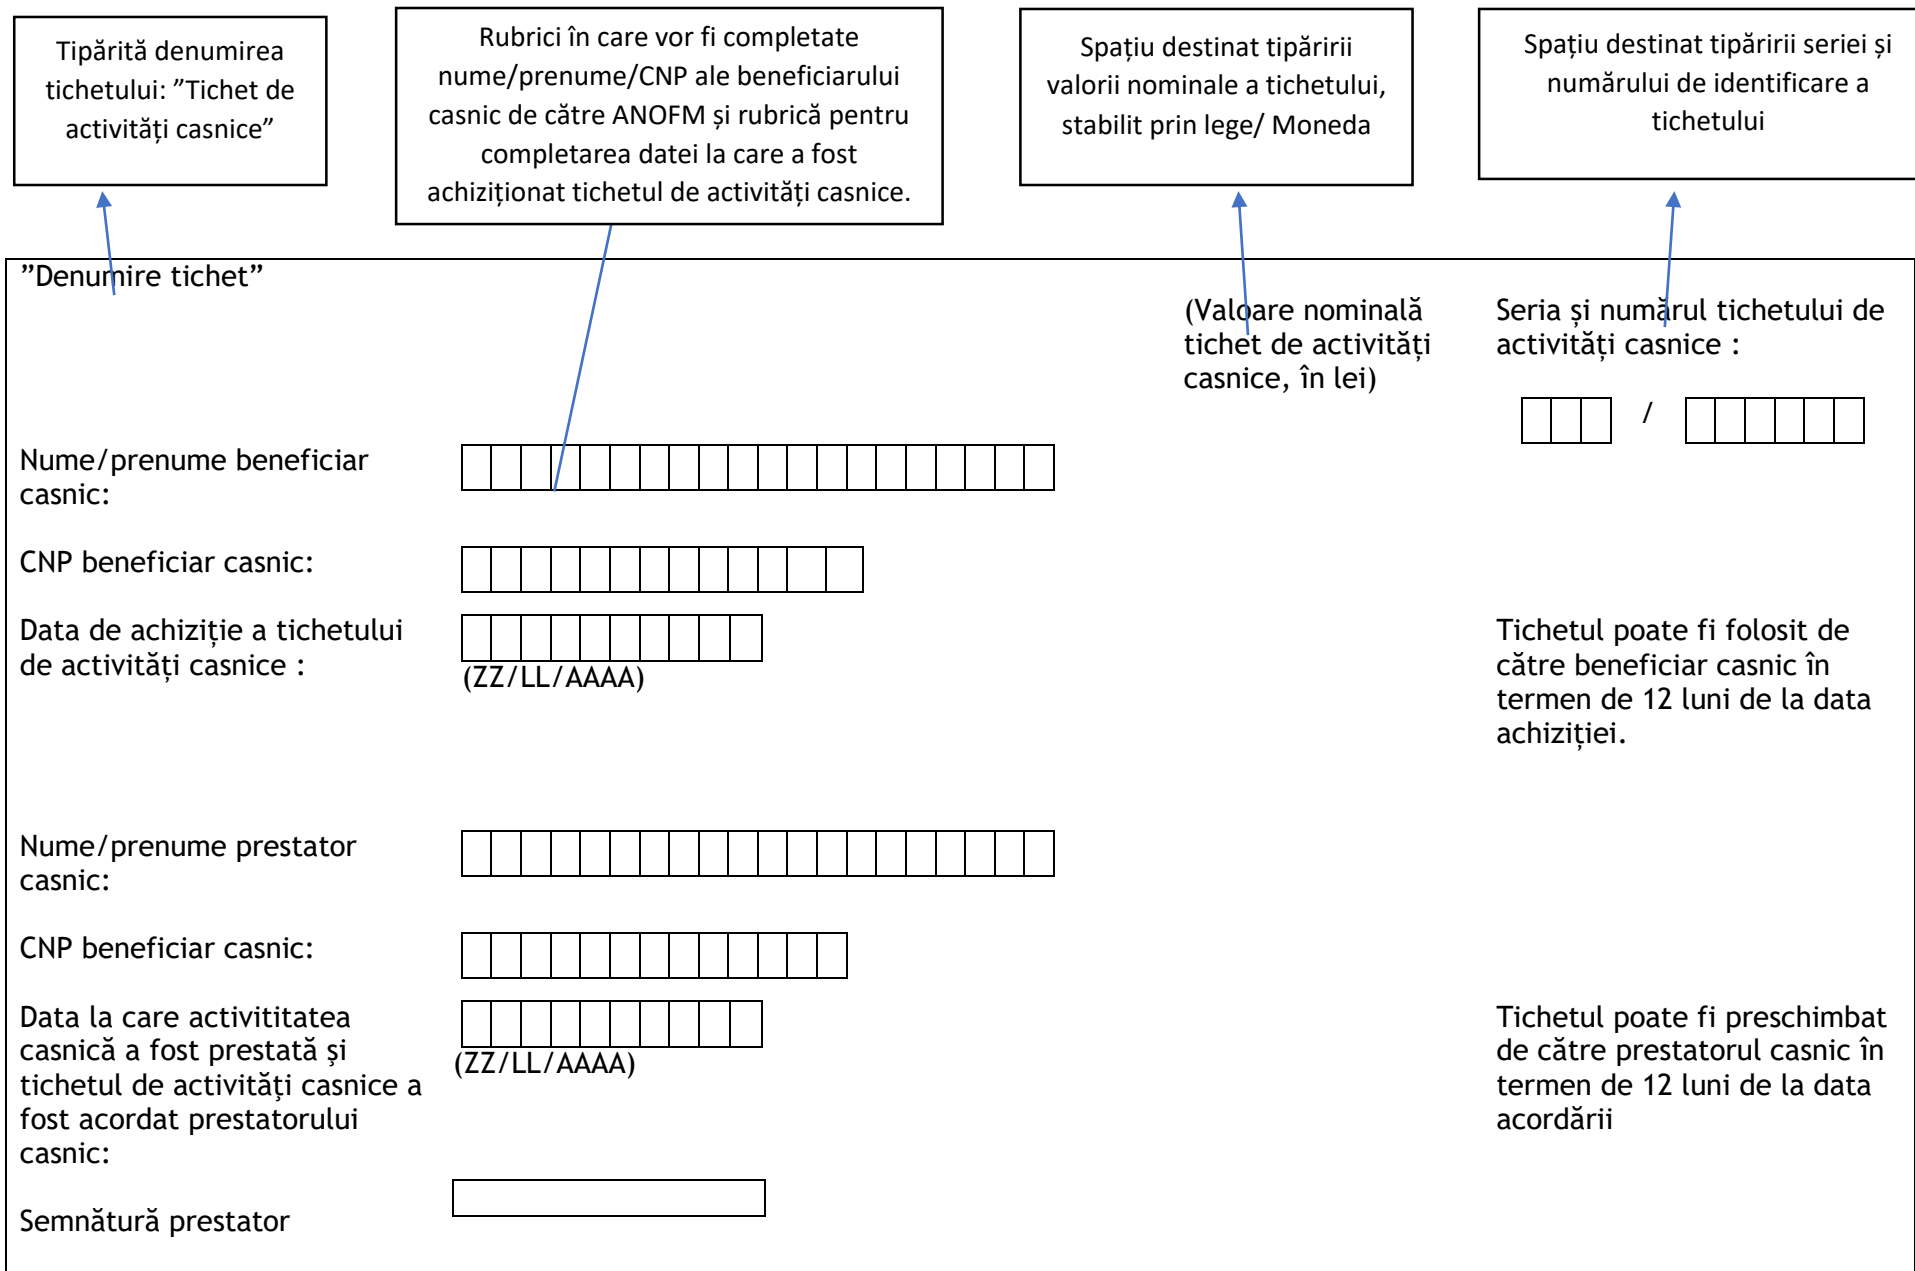 Tipărită denumirea
tichetului: ”Tichet de
activități casnice”
Rubrici în care vor fi completate
nume/prenume/CNP ale beneficiarului
casnic de către ANOFM și rubrică pentru
completarea datei la care a fost
achiziționat tichetul de activități casnice.
Spațiu destinat tipăririi
valorii nominale a tichetului,
stabilit prin lege/ Moneda
Spațiu destinat tipăririi seriei și
numărului de identificare a
tichetului
”Denumire tichet”
(Valoare nominală
tichet de activități
casnice, în lei)
Seria și numărul tichetului de
activități casnice :
/
Nume/prenume beneficiar
casnic:
CNP beneficiar casnic:
Data de achiziție a tichetului
de activități casnice :
(ZZ/LL/AAAA)
Tichetul poate fi folosit de
către beneficiar casnic în
termen de 12 luni de la data
achiziției.
Nume/prenume prestator
casnic:
CNP beneficiar casnic:
Data la care activititatea
casnică a fost prestată şi
tichetul de activităţi casnice a
fost acordat prestatorului
casnic:
(ZZ/LL/AAAA)
Tichetul poate fi preschimbat
de către prestatorul casnic în
termen de 12 luni de la data
acordării
Semnătură prestator